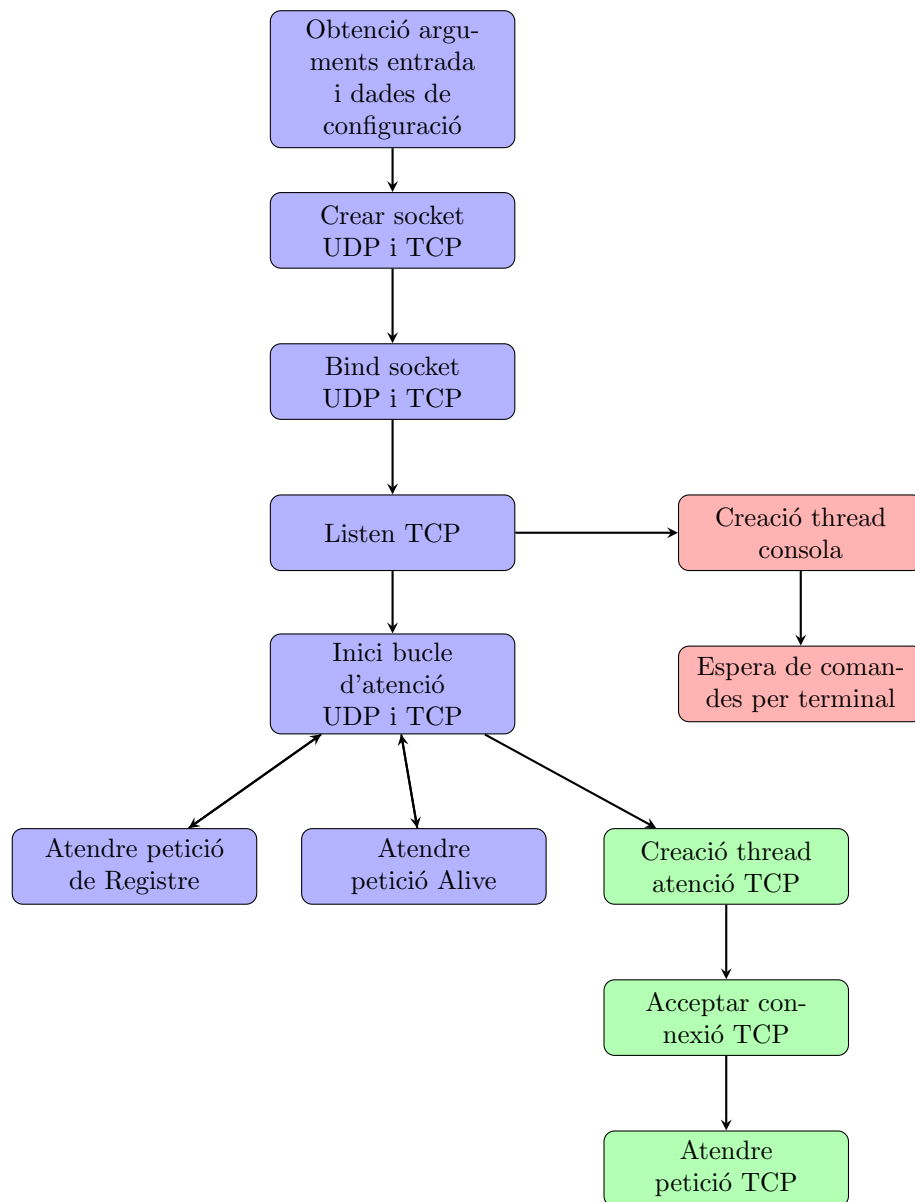 Obtenció argu-
ments entrada
i dades de
configuració
Crear socket
UDP i TCP
Bind socket
UDP i TCP
Listen TCP
Creació thread
consola
Inici bucle
d'atenció
UDP i TCP
Espera de coman-
des per terminal
Atendre petició
de Registre
Atendre
petició Alive
Creació thread
atenció TCP
Acceptar con-
nexió TCP
Atendre
petició TCP